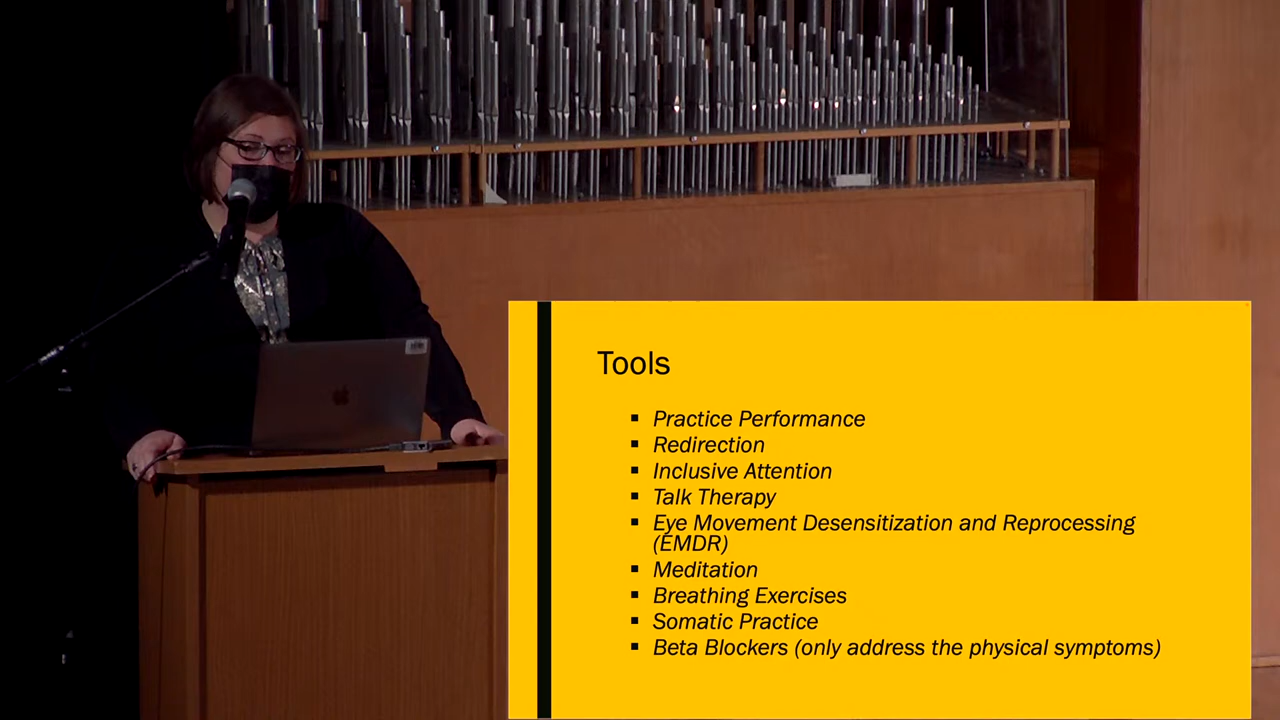 Tools
▪ Practice Performance
▪ Redirection
▪ Inclusive Attention
▪ Talk Therapy
▪ Eye Movement Desensitization and Reprocessing
(EMDR)
▪ Meditation
▪ Breathing Exercises
▪ Somatic Practice
▪ Beta Blockers (only address the physical symptoms)